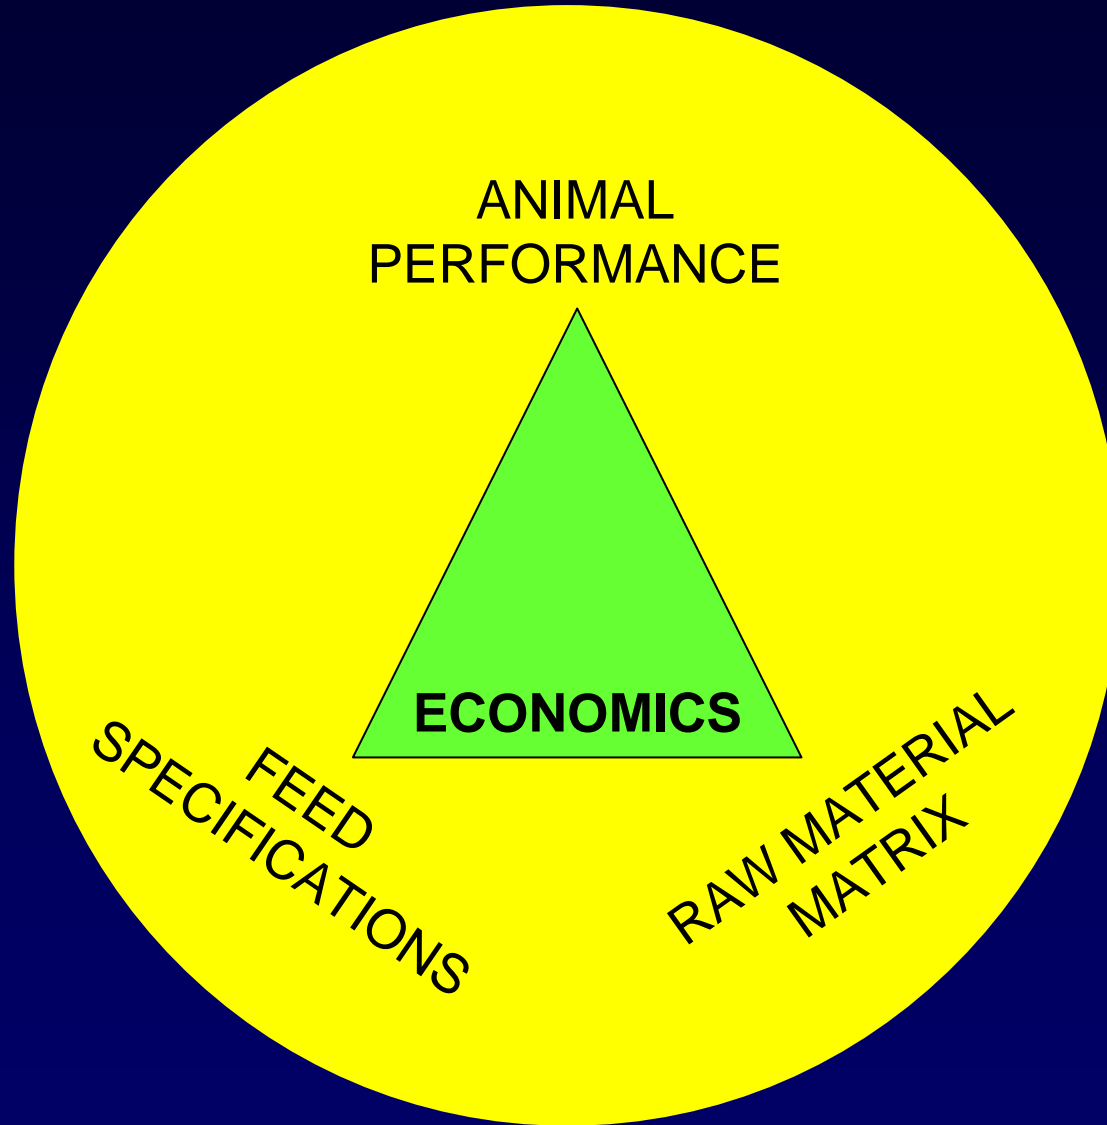 ANIMAL
PERFORMANCE
ECONOMICS
FEED
SPECIFICATIONS
RAW MATERIAL
MATRIX